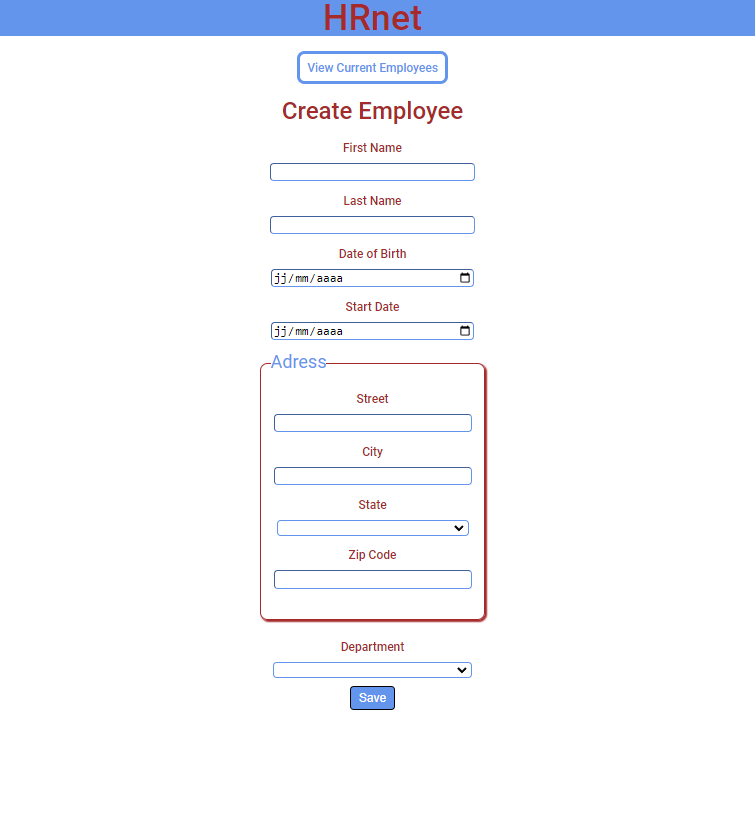 HRnet
View Current Employees
Create Employee
First Name
Last Name
Date of Birth
jj/mm/aaaa
Start Date
jj/mm/aaaa
Adress
Street
City
State
Zip Code
Department
Save